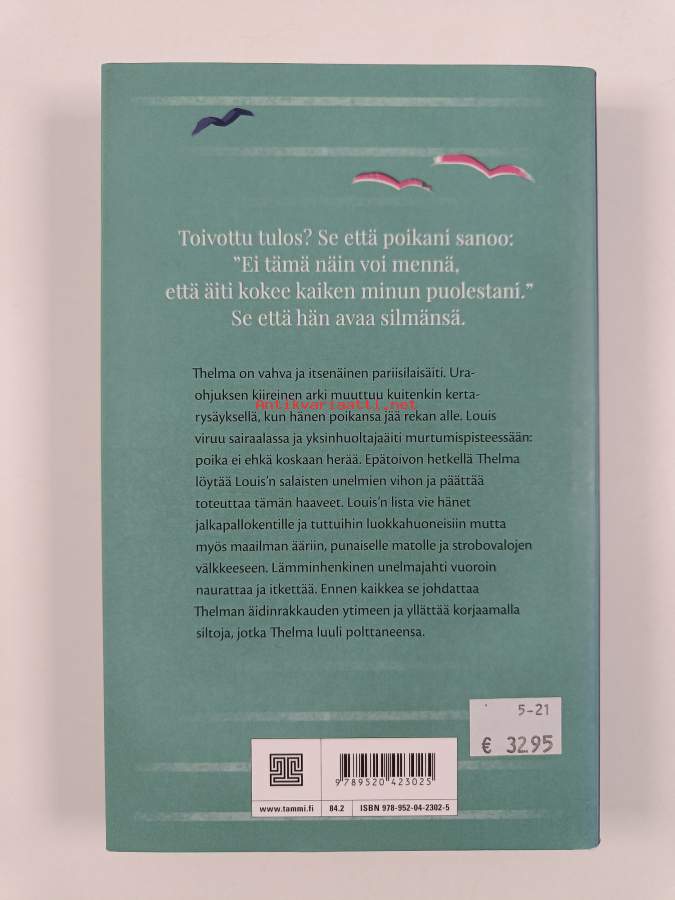 Toivottu tulos? Se että poikani sanoo:
”Ei tämä näin voi mennä,
että äiti kokee kaiken minun puolestani.”
Se että hän avaa silmänsä.
Thelma on vahva ja itsenäinen pariisilaisäiti. Ura-
ohjuksen kiireinen arki muuttuu kuitenkin kerta-
Antikvariaatti.net
rysäyksellä, kun hänen poikansa jää rekan alle. Louis
viruu sairaalassa ja yksinhuoltajaäiti murtumispisteessään:
poika ei ehkä koskaan herää. Epätoivon hetkellä Thelma
löytää Louis’n salaisten unelmien vihon ja päättää
toteuttaa tämän haaveet. Louis’n lista vie hänet
jalkapallokentille ja tuttuihin luokkahuoneisiin mutta
myös maailman ääriin, punaiselle matolle ja strobovalojen
välkkeeseen. Lämminhenkinen unelmajahti vuoroin
naurattaa ja itkettää. Ennen kaikkea se johdattaa
Thelman äidinrakkauden ytimeen ja yllättää korjaamalla
siltoja, jotka Thelma luuli polttaneensa.
5-21
€ 32.95
9 789520 423025
www.tammi.fi 84.2 ISBN 978-952-04-2302-5